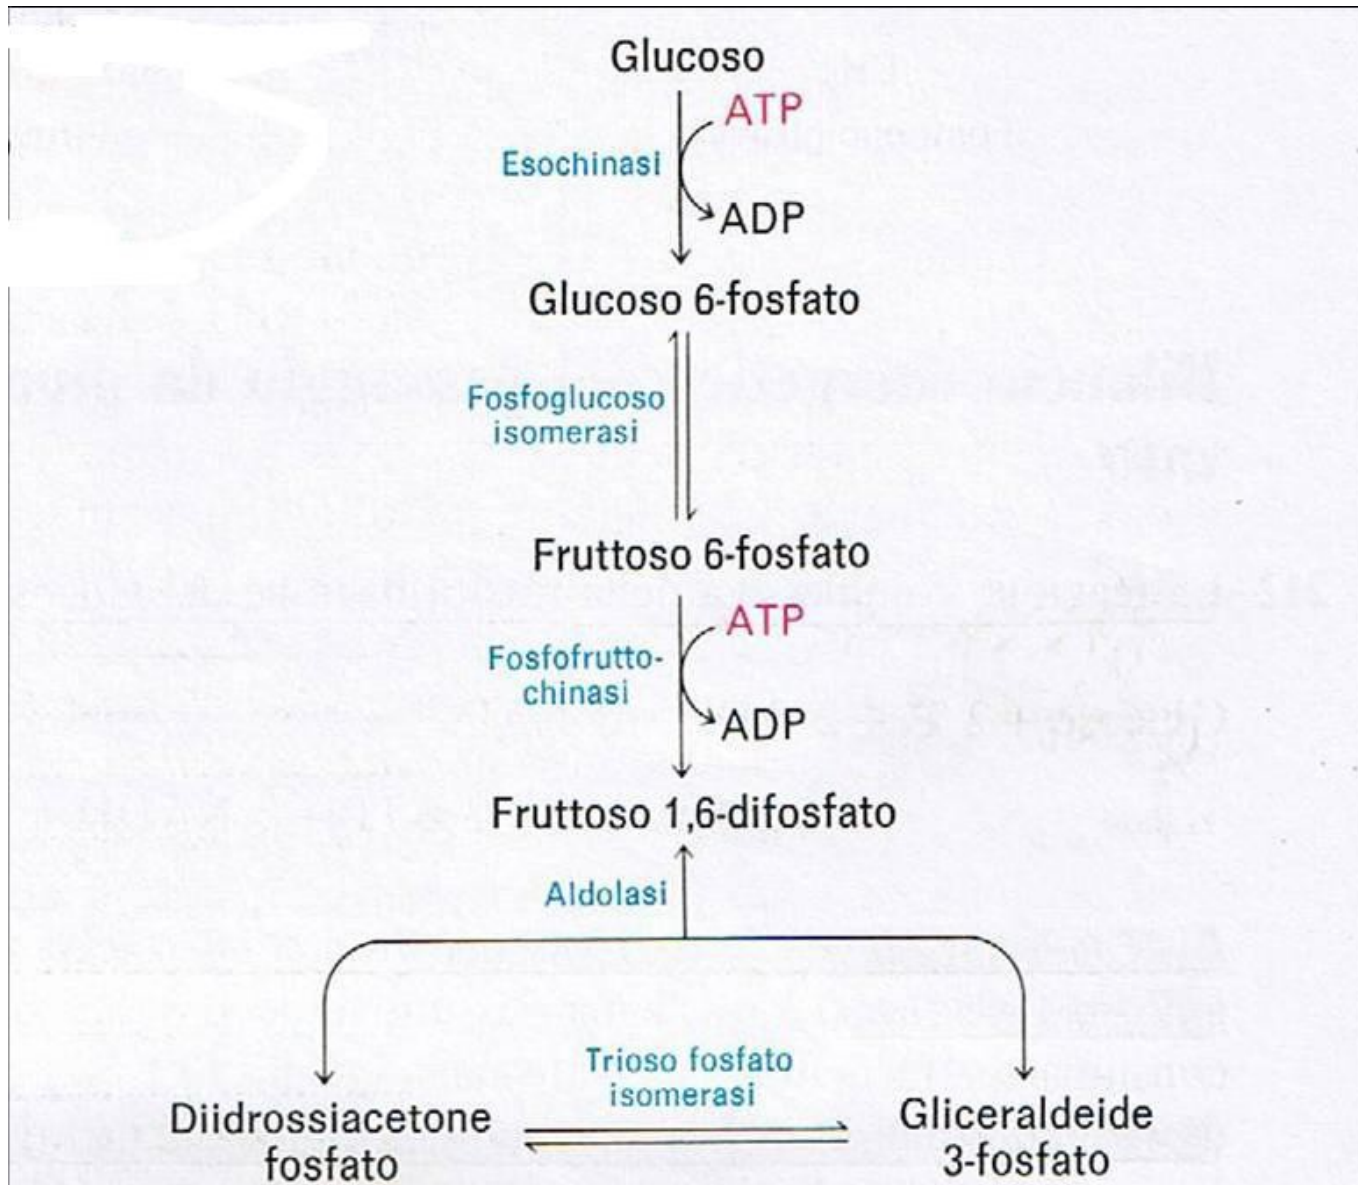 Glucoso
ATP
Esochinasi
ADP
Glucoso 6-fosfato
Fosfoglucoso
isomerasi
Fruttoso 6-fosfato
ATP
Fosfofrutto-
chinasi
ADP
Fruttoso 1,6-difosfato
Aldolasi
Trioso fosfato
isomerasi
Diidrossiacetone
fosfato
Gliceraldeide
3-fosfato